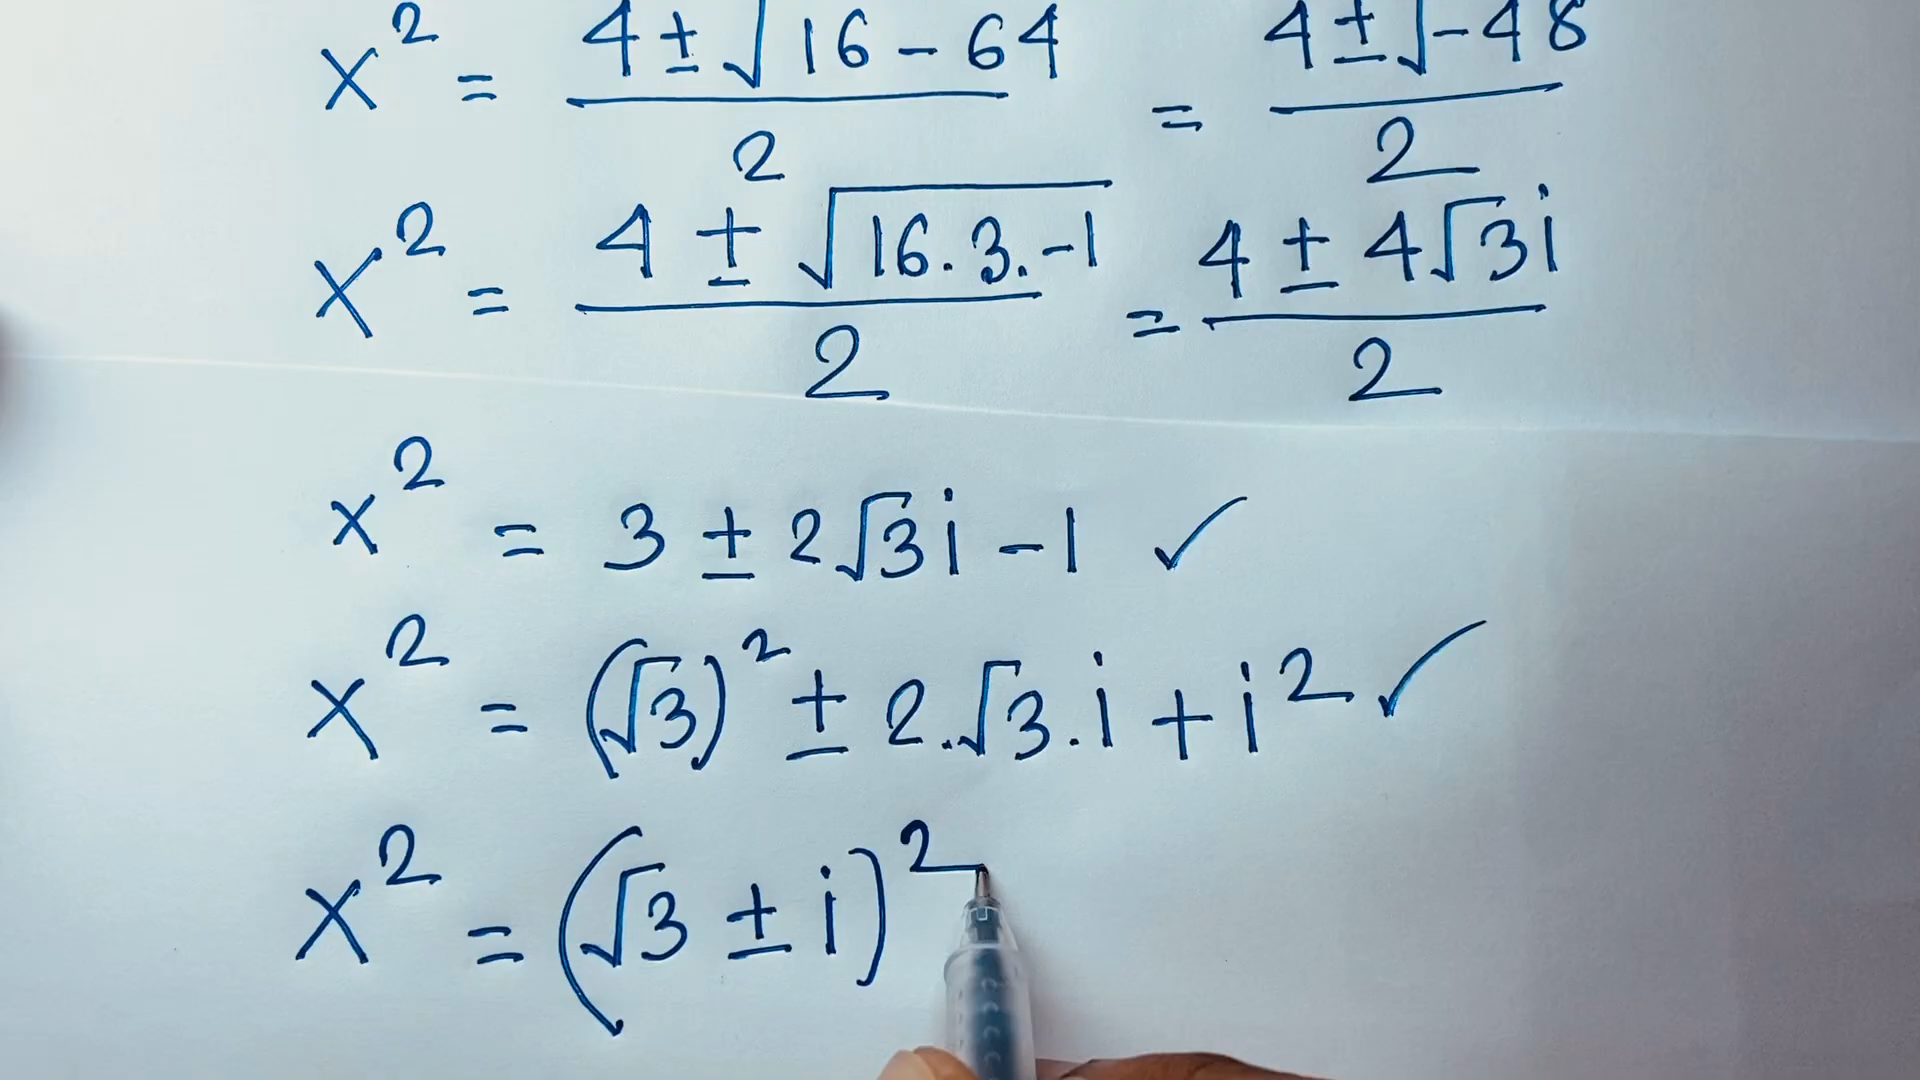 x² = (4 ± √16 - 64)/2 = (4 ± √-48)/2
x² = (4 ± √(16.3.-1))/2 = (4 ± 4√3i)/2
x² = 3 ± 2√3i - 1 ✓
x² = (√3)² ± 2.√3.i + i² ✓
x² = (√3 ± i)²